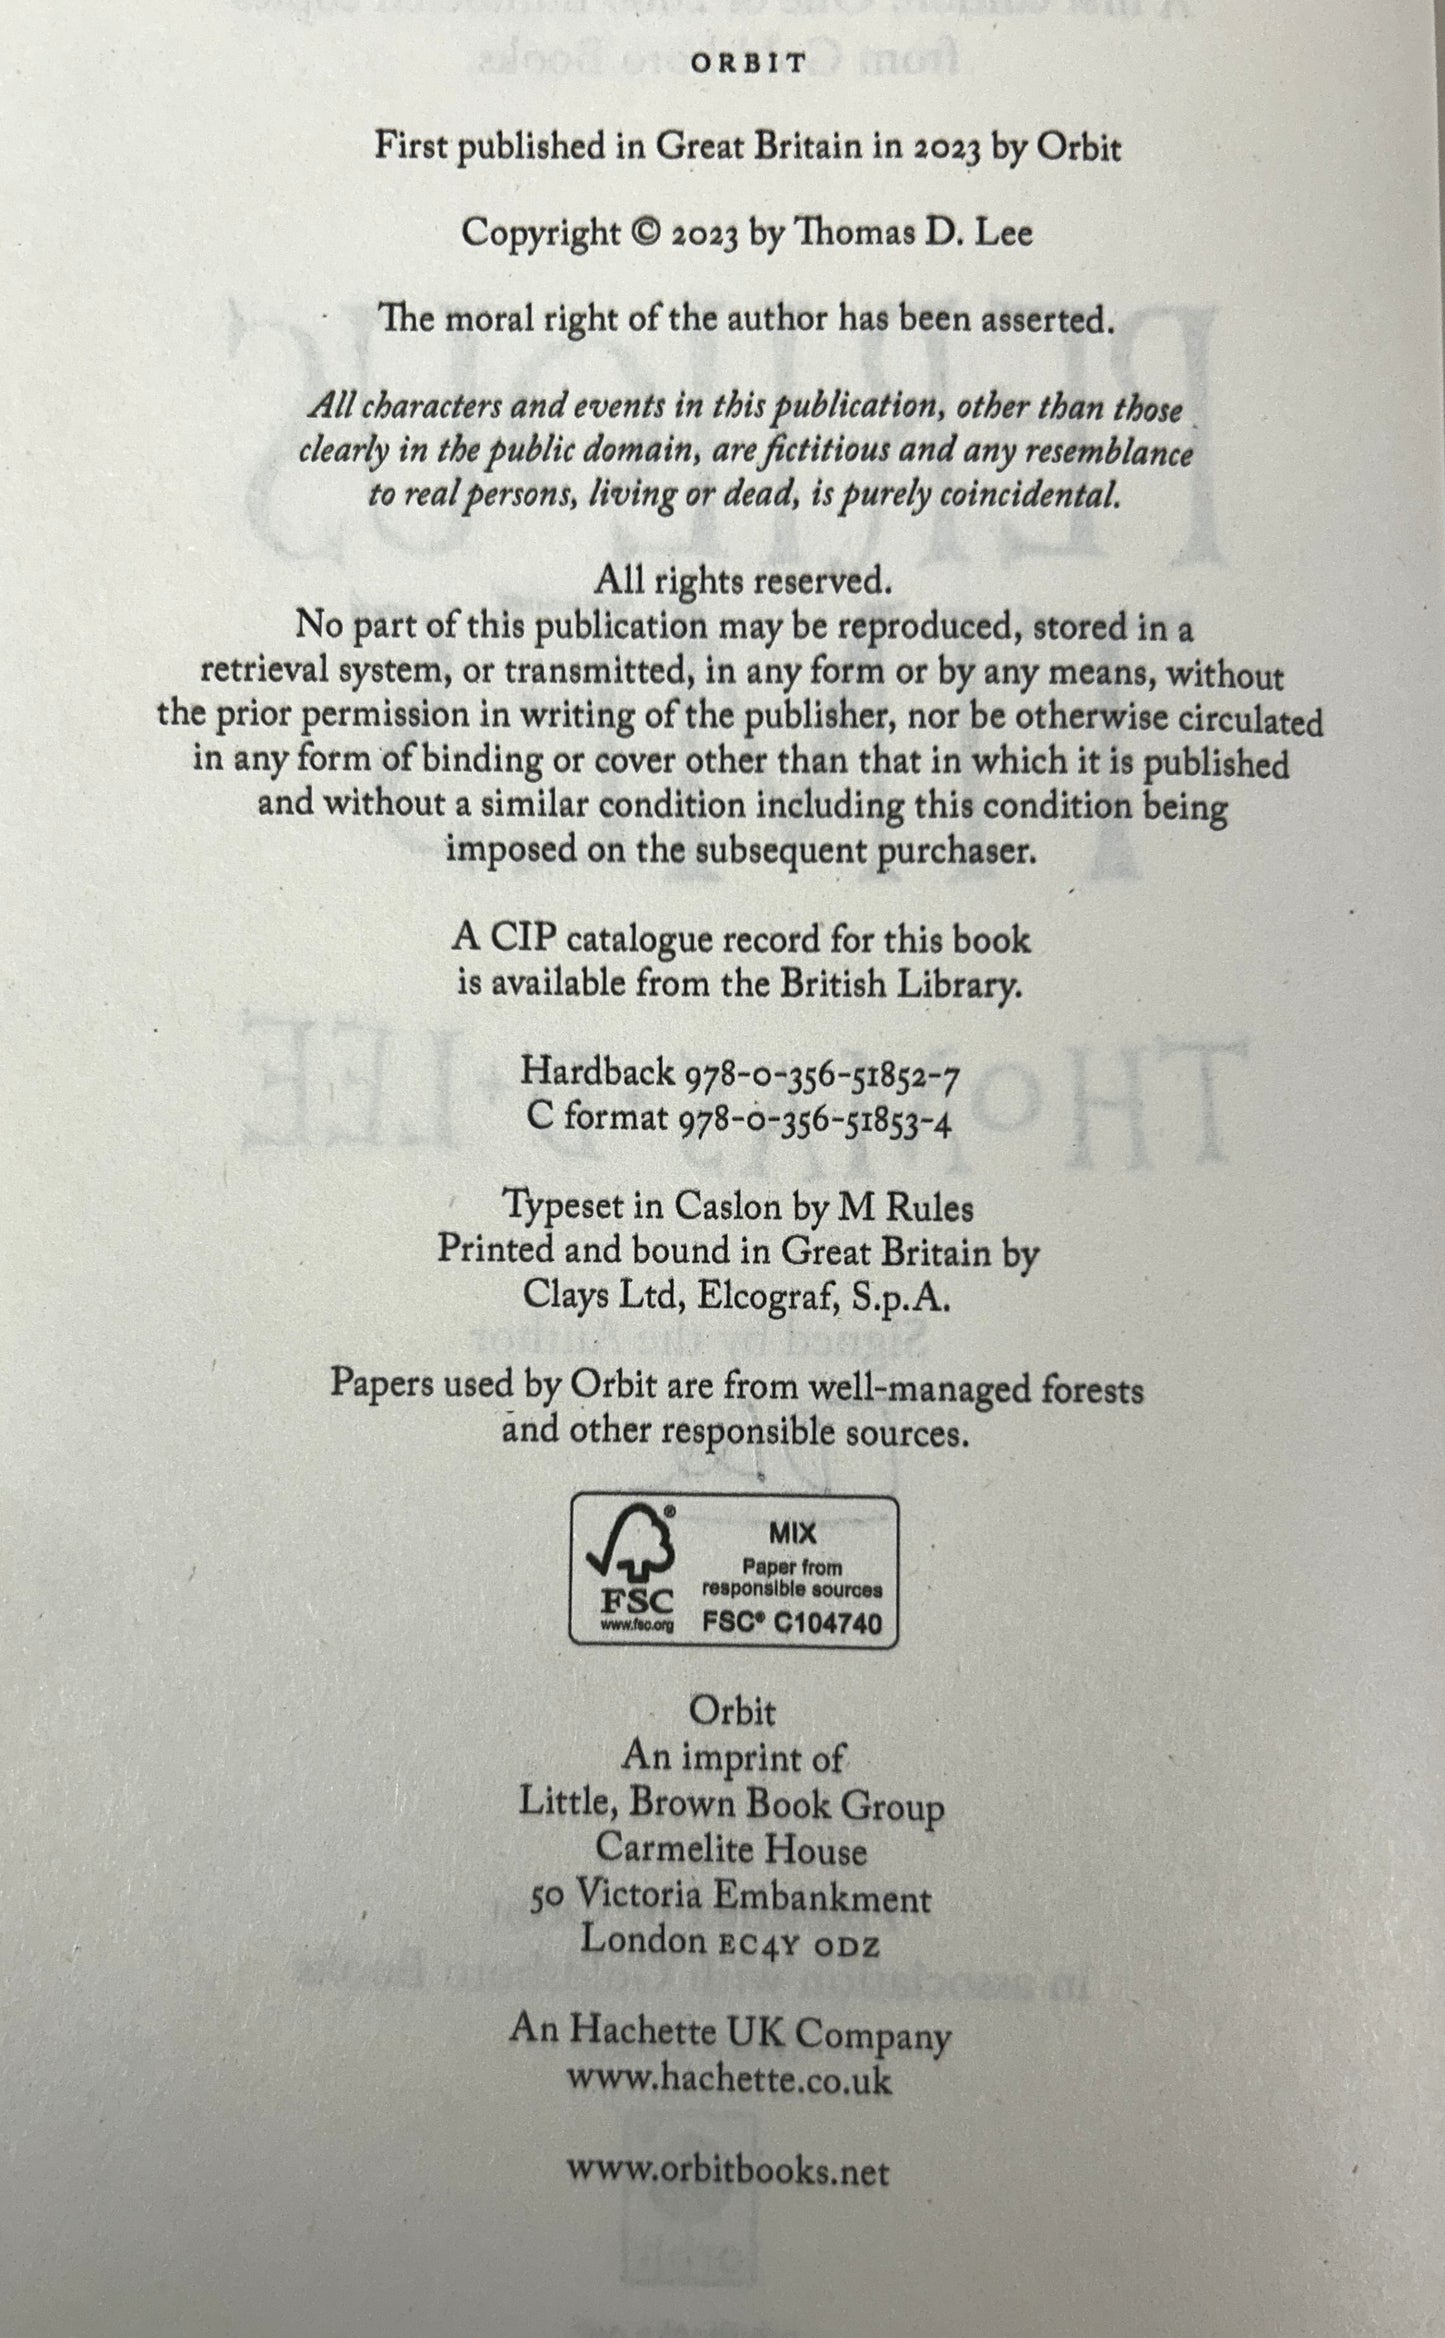 ORBIT
First published in Great Britain in 2023 by Orbit
Copyright © 2023 by Thomas D. Lee
The moral right of the author has been asserted.
All characters and events in this publication, other than those
clearly in the public domain, are fictitious and any resemblance
to real persons, living or dead, is purely coincidental.
All rights reserved.
No part of this publication may be reproduced, stored in a
retrieval system, or transmitted, in any form or by any means, without
the prior permission in writing of the publisher, nor be otherwise circulated
in any form of binding or cover other than that in which it is published
and without a similar condition including this condition being
imposed on the subsequent purchaser.
A CIP catalogue record for this book
is available from the British Library.
Hardback 978-0-356-51852-7
C format 978-0-356-51853-4
Typeset in Caslon by M Rules
Printed and bound in Great Britain by
Clays Ltd, Elcograf, S.p.A.
Papers used by Orbit are from well-managed forests
and other responsible sources.
FSC
www.fsc.org
MIX
Paper from
responsible sources
FSC® C104740
Orbit
An imprint of
Little, Brown Book Group
Carmelite House
50 Victoria Embankment
London EC4Y 0DZ
An Hachette UK Company
www.hachette.co.uk
www.orbitbooks.net